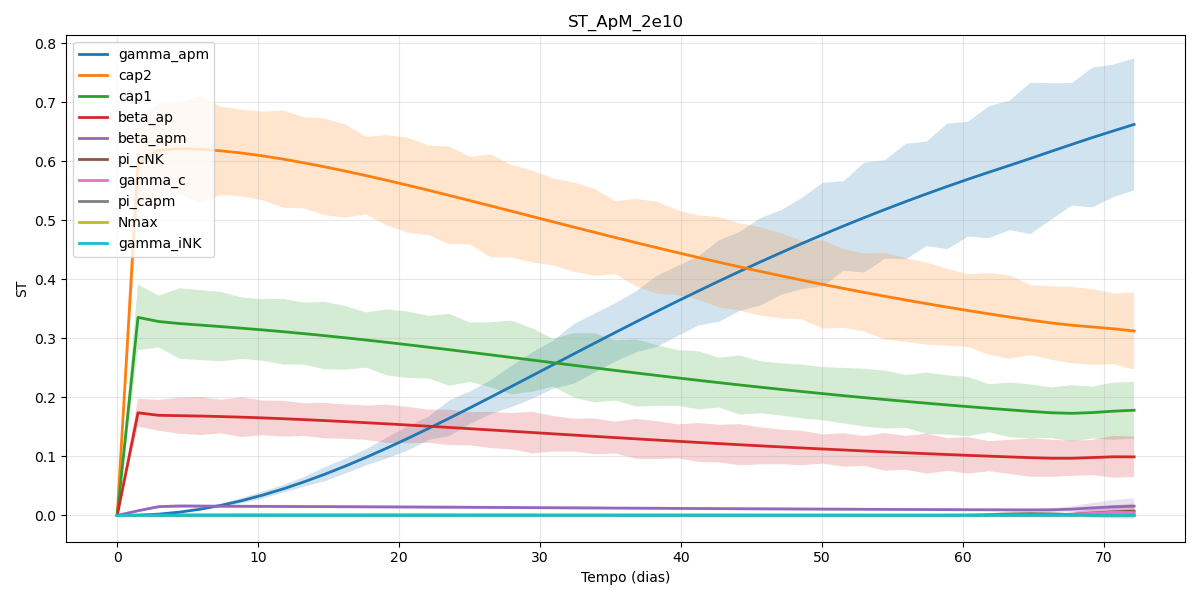 ST_ApM_2e10
gamma_apm
cap2
cap1
beta_ap
beta_apm
pi_cNK
gamma_c
pi_capm
Nmax
gamma_iNK
ST
0.8
0.7
0.6
0.5
0.4
0.3
0.2
0.1
0.0
0 10 20 30 40 50 60 70
Tempo (dias)